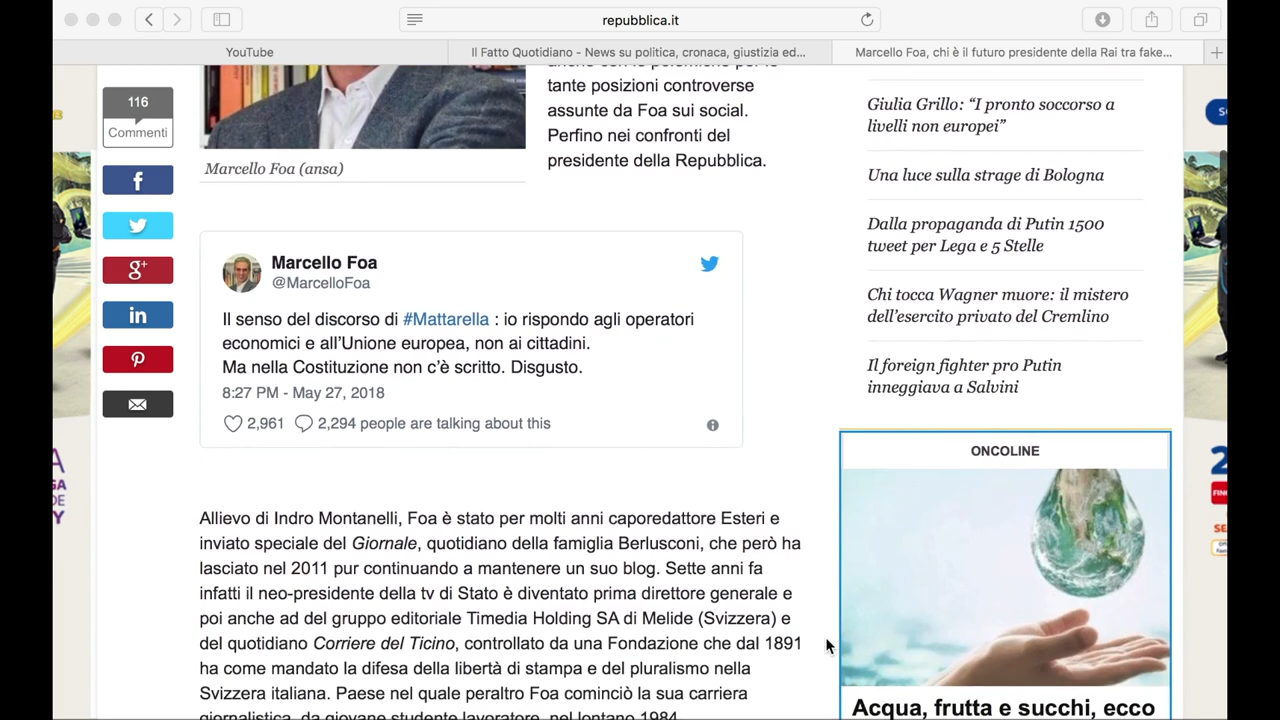 repubblica.it
YouTube
Il Fatto Quotidiano - News su politica, cronaca, giustizia ed...
Marcello Foa, chi è il futuro presidente della Rai tra fake...
116
Commenti
tante posizioni controverse
assunte da Foa sui social.
Perfino nei confronti del
presidente della Repubblica.
Marcello Foa (ansa)
Marcello Foa
@MarcelloFoa
Il senso del discorso di #Mattarella : io rispondo agli operatori
economici e all'Unione europea, non ai cittadini.
Ma nella Costituzione non c'è scritto. Disgusto.
8:27 PM - May 27, 2018
2,961 2,294 people are talking about this
Allievo di Indro Montanelli, Foa è stato per molti anni caporedattore Esteri e
inviato speciale del Giornale, quotidiano della famiglia Berlusconi, che però ha
lasciato nel 2011 pur continuando a mantenere un suo blog. Sette anni fa
infatti il neo-presidente della tv di Stato è diventato prima direttore generale e
poi anche ad del gruppo editoriale Timedia Holding SA di Melide (Svizzera) e
del quotidiano Corriere del Ticino, controllato da una Fondazione che dal 1891
ha come mandato la difesa della libertà di stampa e del pluralismo nella
Svizzera italiana. Paese nel quale peraltro Foa cominciò la sua carriera
giornalistica, da giovane studente lavoratore, nel lontano 1984.
Giulia Grillo: “I pronto soccorso a
livelli non europei”
Una luce sulla strage di Bologna
Dalla propaganda di Putin 1500
tweet per Lega e 5 Stelle
Chi tocca Wagner muore: il mistero
dell'esercito privato del Cremlino
Il foreign fighter pro Putin
inneggiava a Salvini
ONCOLINE
Acqua, frutta e succhi, ecco